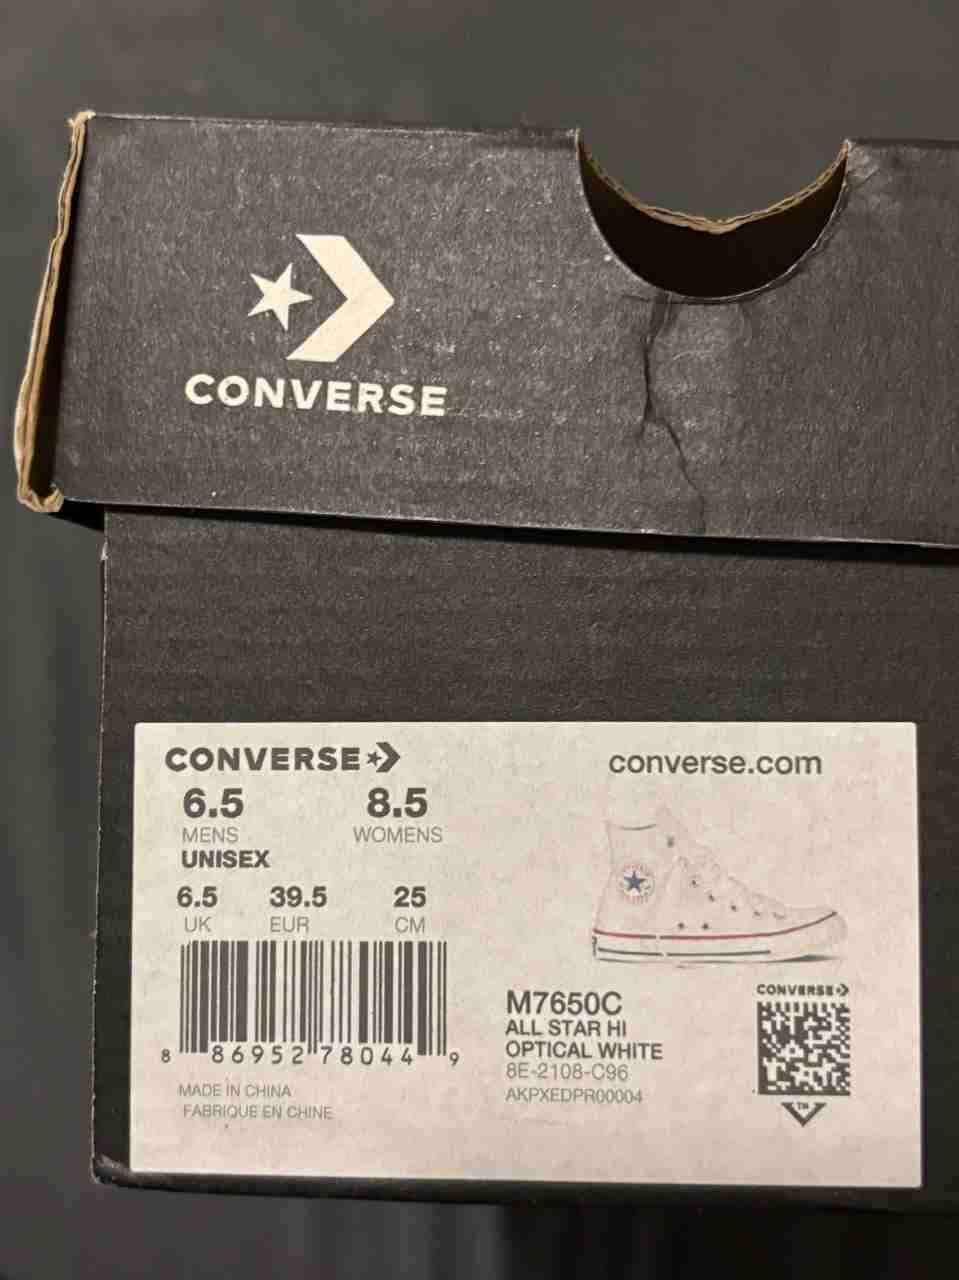 CONVERSE
CONVERSE
converse.com
6.5 8.5
MENS WOMENS
UNISEX
6.5 39.5 25
UK EUR CM
8 86952 78044 9
MADE IN CHINA
FABRIQUE EN CHINE
M7650C
ALL STAR HI
OPTICAL WHITE
8E-2108-C96
AKPXEDPR00004
CONVERSE
TM